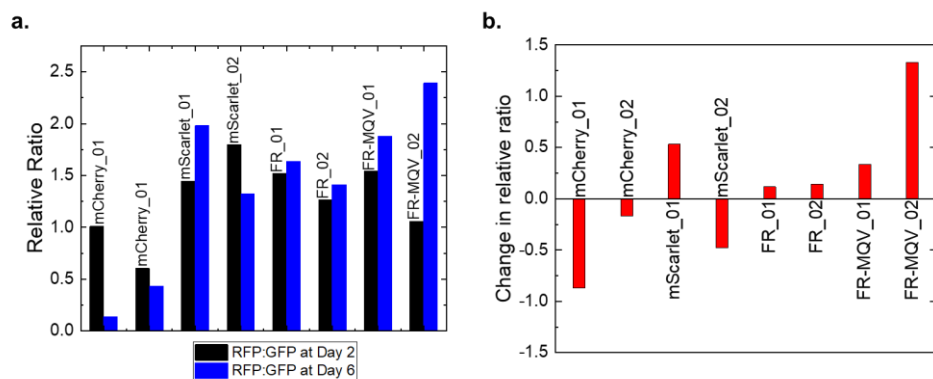 a.
Relative Ratio
2.5
2.0
1.5
1.0
0.5
0.0
mCherry_01
mCherry_01
mScarlet_01
mScarlet_02
FR_01
FR_02
FR-MQV_01
FR-MQV_02
RFP:GFP at Day 2
RFP:GFP at Day 6
b.
Change in relative ratio
1.5
1.0
0.5
0.0
-0.5
-1.0
-1.5
mCherry_01
mCherry_02
mScarlet_01
mScarlet_02
FR_01
FR_02
FR-MQV_01
FR-MQV_02